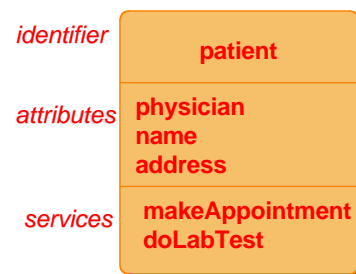 identifier
patient
attributes
physician
name
address
services
makeAppointment
doLabTest